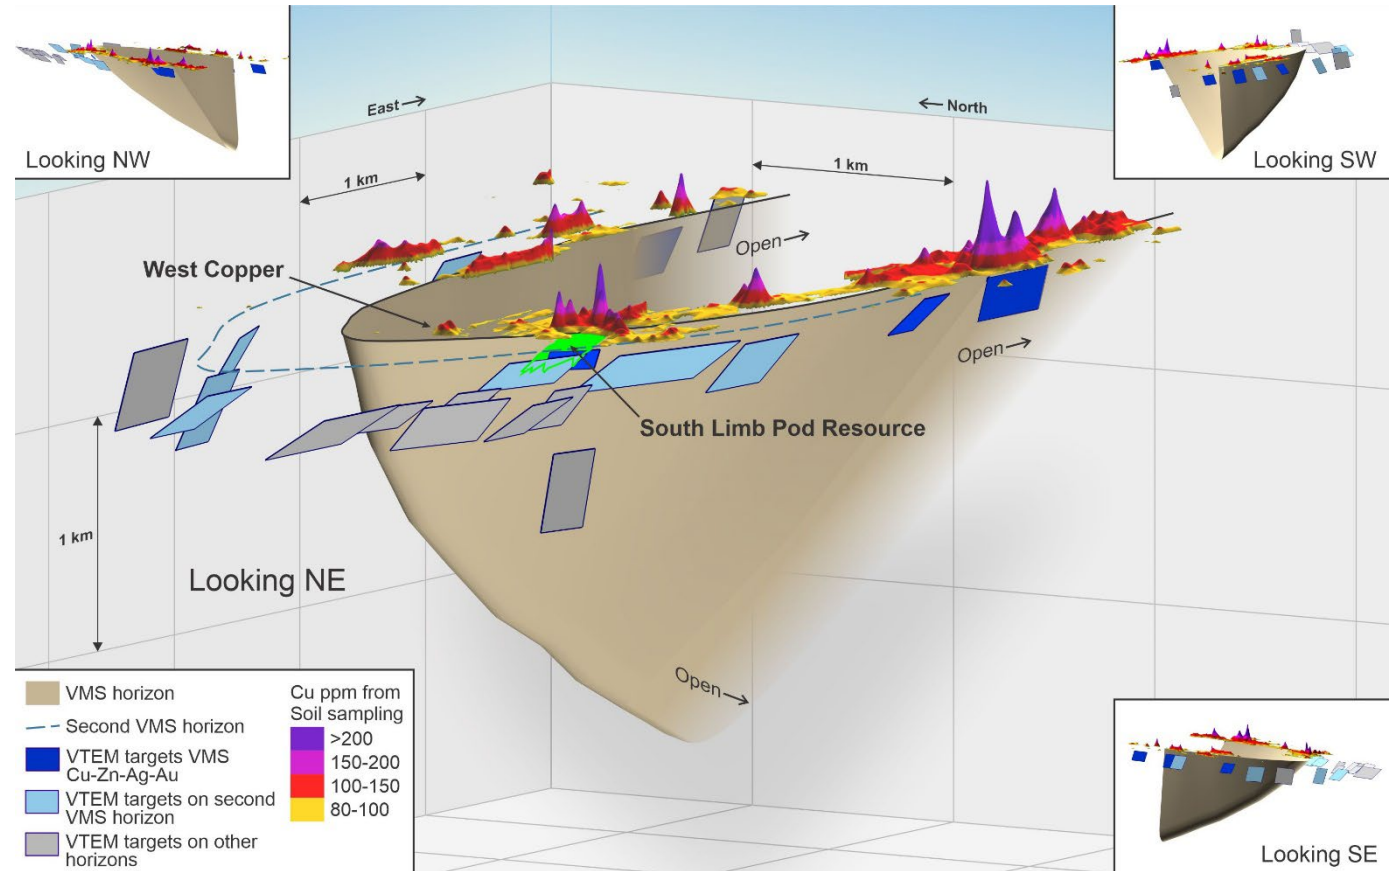 Looking NW
Looking SW
East →
← North
1 km
1 km
West Copper
Open →
Open →
South Limb Pod Resource
1 km
Looking NE
Open →
VMS horizon
Second VMS horizon
VTEM targets VMS
Cu-Zn-Ag-Au
VTEM targets on second
VMS horizon
VTEM targets on other
horizons
Cu ppm from
Soil sampling
>200
150-200
100-150
80-100
Looking SE